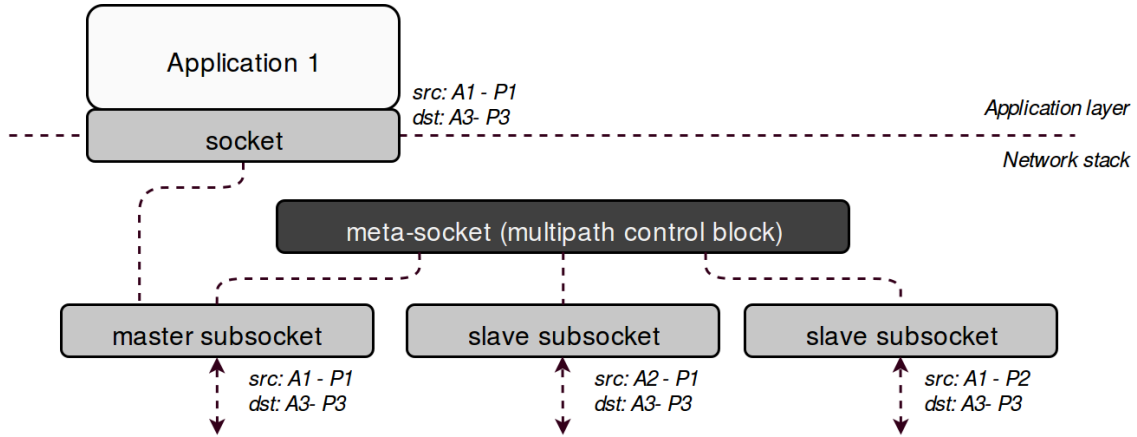 Application 1
src: A1 - P1
dst: A3- P3
Application layer
socket
Network stack
meta-socket (multipath control block)
master subsocket
slave subsocket
slave subsocket
src: A1 - P1
dst: A3- P3
src: A2 - P1
dst: A3- P3
src: A1 - P2
dst: A3- P3